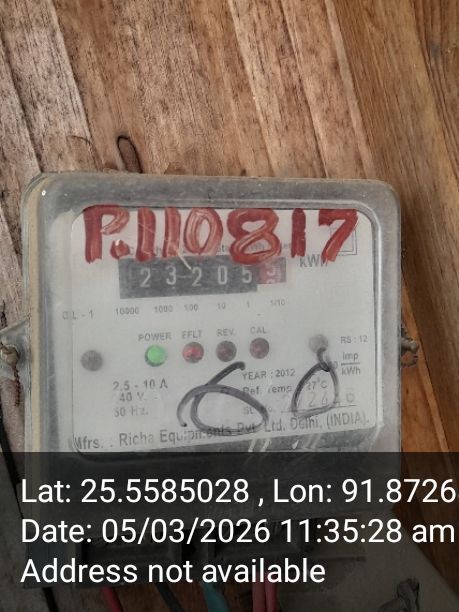 P.110817
23205
kWH
CL-1 10000 1000 100 10 1 1/10
POWER EFLT REV. CAL.
RS: 12
imp
kWh
YEAR: 2012
2.5 - 10 A
Ref. Temp. 27°C
50 Hz.
Mfrs. : Richa Equipments Pvt. Ltd. Delhi, (INDIA).
Lat: 25.5585028 , Lon: 91.8726
Date: 05/03/2026 11:35:28 am
Address not available